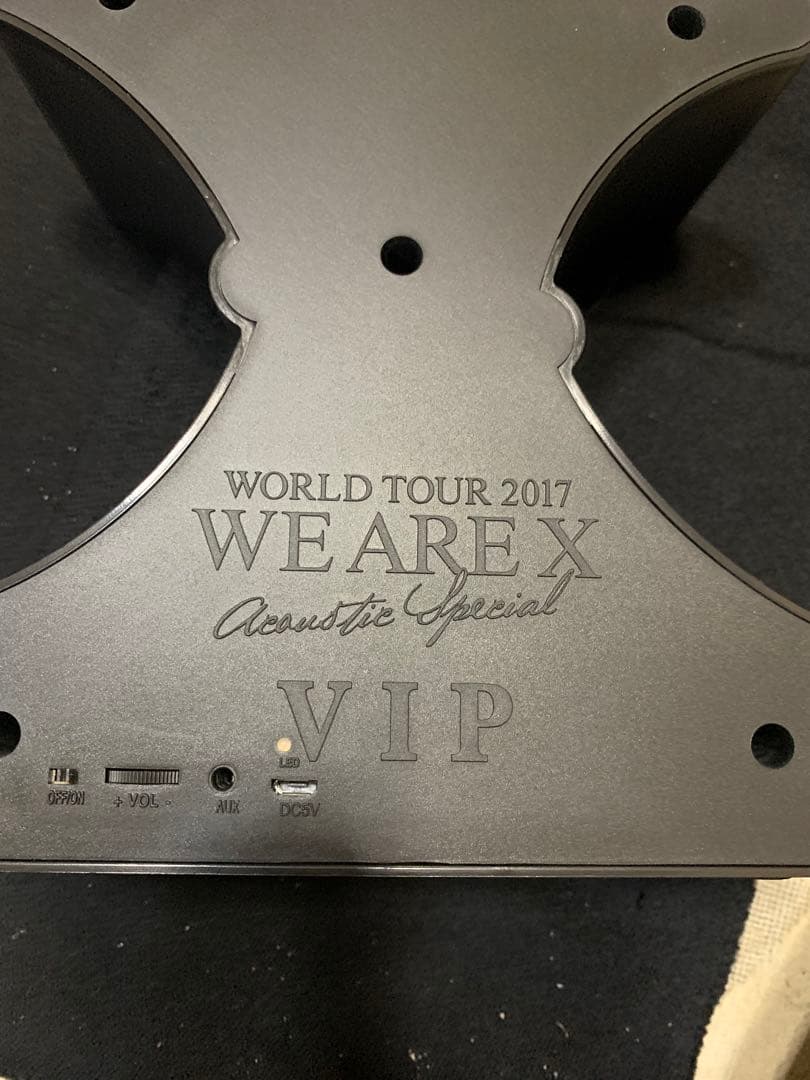 WORLD TOUR 2017
WE ARE X
Acoustic Special
VIP
LED
OFF/ON
+ VOL -
AUX
DC5V